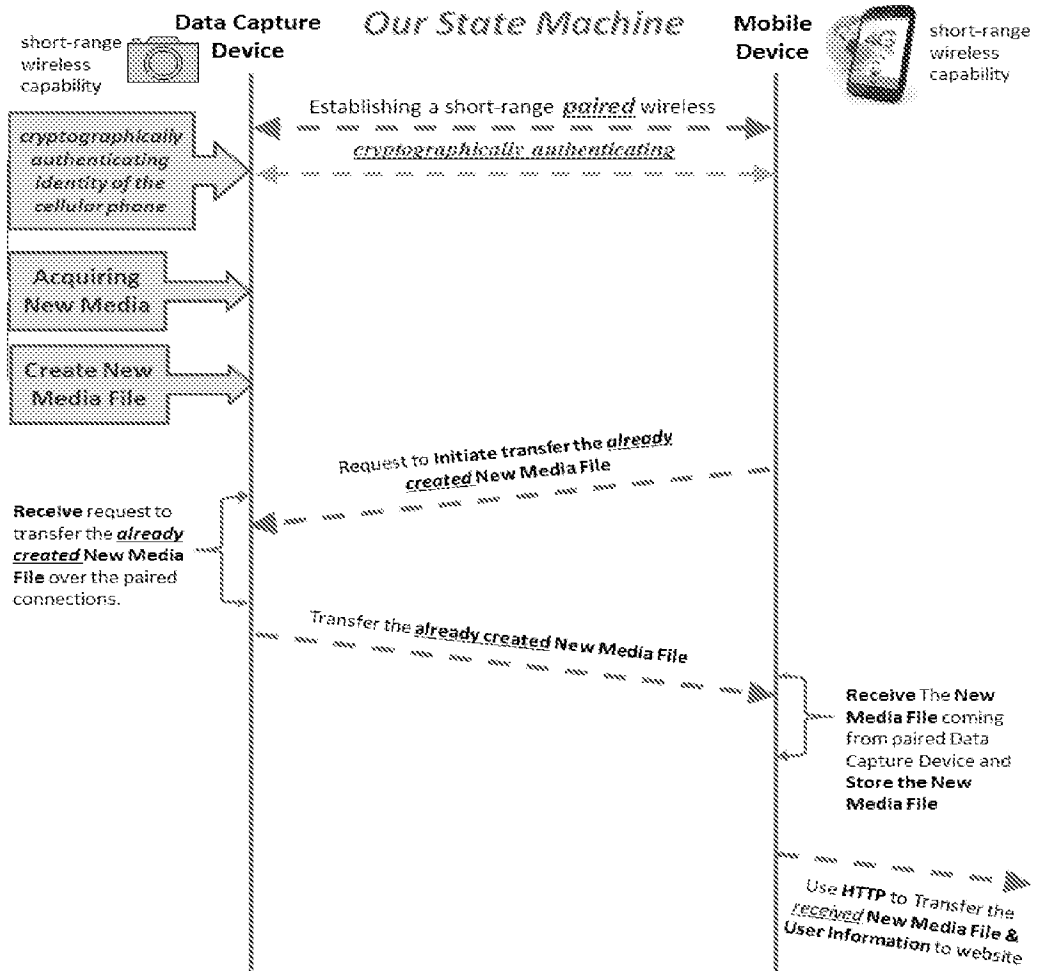 Our State Machine
short-range
wireless
capability
Data Capture
Device
Mobile
Device
short-range
wireless
capability
Establishing a short-range paired wireless
cryptographically authenticating
cryptographically
authenticating
identity of the
cellular phone
Acquiring
New Media
Create New
Media File
Request to Initiate transfer the already
created New Media File
Receive request to
transfer the already
created New Media
File over the paired
connections.
Transfer the already created New Media File
Receive The New
Media File coming
from paired Data
Capture Device and
Store the New
Media File
Use HTTP to Transfer the
received New Media File &
User Information to website